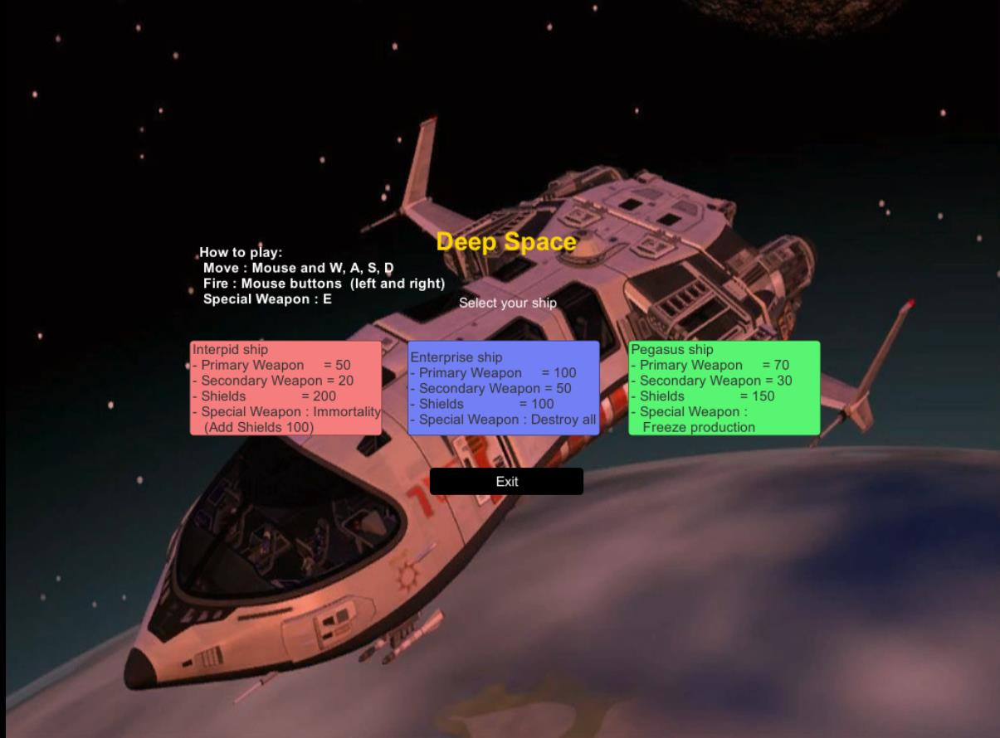 Deep Space
How to play:
Move : Mouse and W, A, S, D
Fire : Mouse buttons (left and right)
Special Weapon : E
Select your ship
Interpid ship
- Primary Weapon = 50
- Secondary Weapon = 20
- Shields = 200
- Special Weapon : Immortality
(Add Shields 100)
Enterprise ship
- Primary Weapon = 100
- Secondary Weapon = 50
- Shields = 100
- Special Weapon : Destroy all
Pegasus ship
- Primary Weapon = 70
- Secondary Weapon = 30
- Shields = 150
- Special Weapon :
Freeze production
Exit